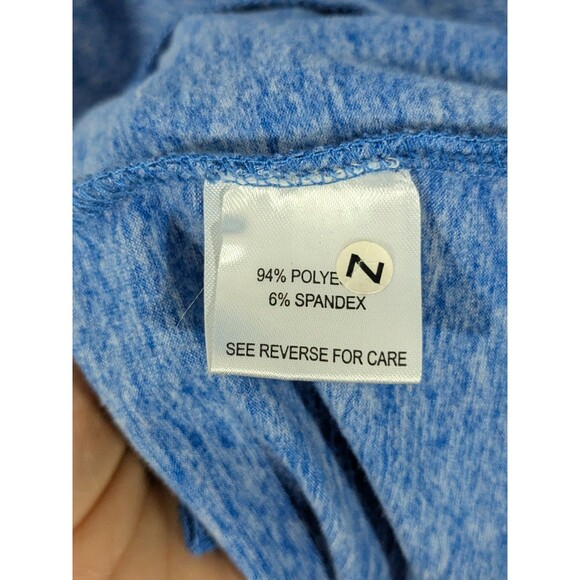 94% POLYE
N
6% SPANDEX
SEE REVERSE FOR CARE